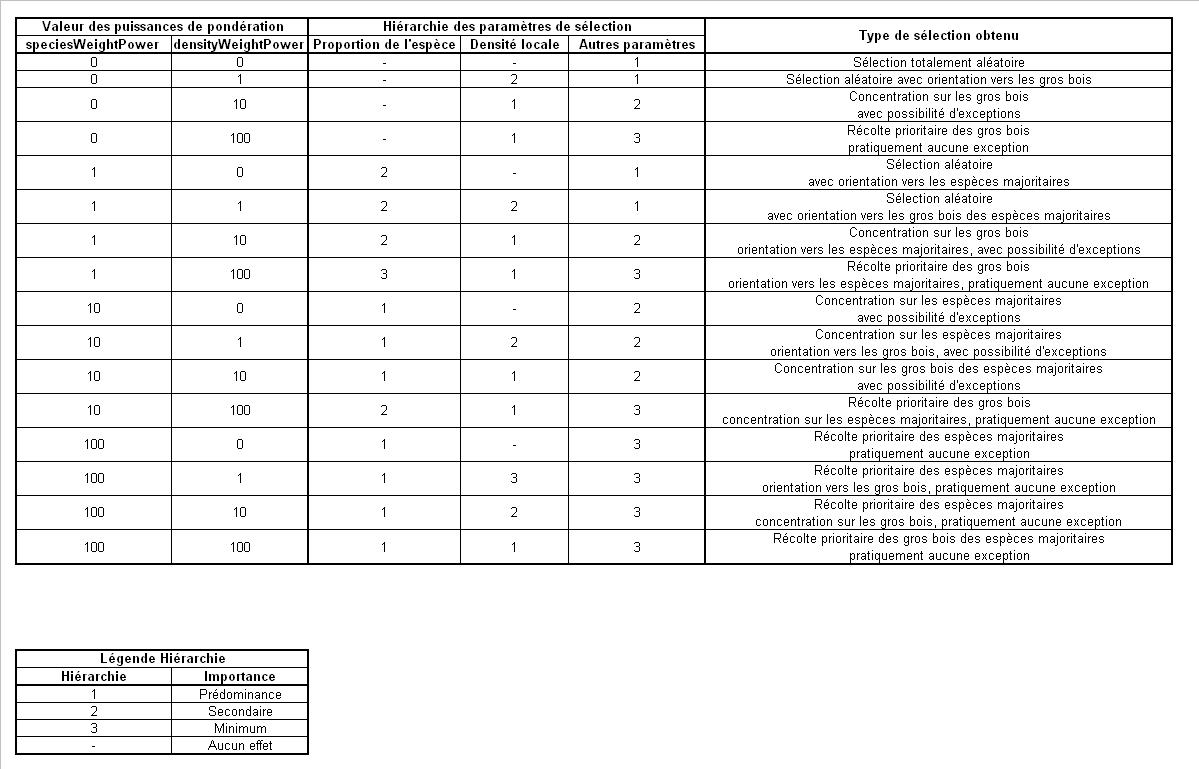 Valeur des puissances de pondération Hiérarchie des paramètres de sélection Type de sélection obtenu
speciesWeightPower densityWeightPower Proportion de l'espèce Densité locale Autres paramètres
0 0 - - 1 Sélection totalement aléatoire
0 1 - 2 1 Sélection aléatoire avec orientation vers les gros bois
0 10 - 1 2 Concentration sur les gros bois
avec possibilité d'exceptions
0 100 - 1 3 Récolte prioritaire des gros bois
pratiquement aucune exception
1 0 2 - 1 Sélection aléatoire
avec orientation vers les espèces majoritaires
1 1 2 2 1 Sélection aléatoire
avec orientation vers les gros bois des espèces majoritaires
1 10 2 1 2 Concentration sur les gros bois
orientation vers les espèces majoritaires, avec possibilité d'exceptions
1 100 3 1 3 Récolte prioritaire des gros bois
orientation vers les espèces majoritaires, pratiquement aucune exception
10 0 1 - 2 Concentration sur les espèces majoritaires
avec possibilité d'exceptions
10 1 1 2 2 Concentration sur les espèces majoritaires
orientation vers les gros bois, avec possibilité d'exceptions
10 10 1 1 2 Concentration sur les gros bois des espèces majoritaires
avec possibilité d'exceptions
10 100 2 1 3 Récolte prioritaire des gros bois
concentration sur les espèces majoritaires, pratiquement aucune exception
100 0 1 - 3 Récolte prioritaire des espèces majoritaires
pratiquement aucune exception
100 1 1 3 3 Récolte prioritaire des espèces majoritaires
orientation vers les gros bois, pratiquement aucune exception
100 10 1 2 3 Récolte prioritaire des espèces majoritaires
concentration sur les gros bois, pratiquement aucune exception
100 100 1 1 3 Récolte prioritaire des gros bois des espèces majoritaires
pratiquement aucune exception
Légende Hiérarchie
Hiérarchie Importance
1 Prédominance
2 Secondaire
3 Minimum
- Aucun effet